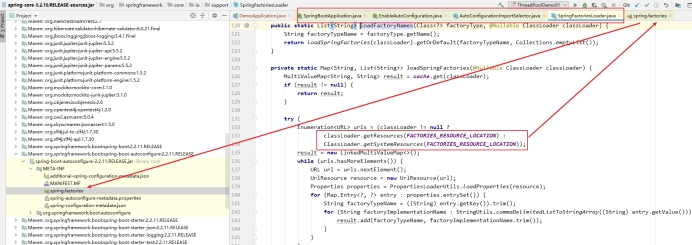 spring-core-5.2.10.RELEASE-sources.jar
org
springframework
core
io
support
SpringFactoriesLoader
ThreadPoolDemo01
DemoApplication.java
SpringBootApplication.java
EnableAutoConfiguration.java
AutoConfigurationImportSelector.java
SpringFactoriesLoader.java
spring.factories
Maven: org.hibernate.validator:hibernate-validator:6.0.21.Final
Maven: org.jboss.logging:jboss-logging:3.4.1.Final
Maven: org.junit.jupiter:junit-jupiter:5.5.2
Maven: org.junit.jupiter:junit-jupiter-api:5.5.2
Maven: org.junit.jupiter:junit-jupiter-engine:5.5.2
Maven: org.junit.jupiter:junit-jupiter-params:5.5.2
Maven: org.junit.platform:junit-platform-commons:1.5.2
Maven: org.junit.platform:junit-platform-engine:1.5.2
Maven: org.mockito:mockito-core:3.1.0
Maven: org.mockito:mockito-junit-jupiter:3.1.0
Maven: org.objenesis:objenesis:2.6
Maven: org.opentest4j:opentest4j:1.2.0
Maven: org.ow2.asm:asm:5.0.4
Maven: org.skyscreamer:jsonassert:1.5.0
Maven: org.slf4j:jul-to-slf4j:1.7.30
Maven: org.slf4j:slf4j-api:1.7.30
Maven: org.springframework.boot:spring-boot:2.2.11.RELEASE
Maven: org.springframework.boot:spring-boot-autoconfigure:2.2.11.RELEASE
spring-boot-autoconfigure-2.2.11.RELEASE.jar library root
META-INF
additional-spring-configuration-metadata.json
MANIFEST.MF
spring.factories
spring-autoconfigure-metadata.properties
spring-configuration-metadata.json
org.springframework.boot.autoconfigure
Maven: org.springframework.boot:spring-boot-starter:2.2.11.RELEASE
Maven: org.springframework.boot:spring-boot-starter-json:2.2.11.RELEASE
Maven: org.springframework.boot:spring-boot-starter-logging:2.2.11.RELEASE
Maven: org.springframework.boot:spring-boot-starter-test:2.2.11.RELEASE
public static List<String> loadFactoryNames(Class<?> factoryType, @Nullable ClassLoader classLoader) {
String factoryTypeName = factoryType.getName();
return loadSpringFactories(classLoader).getOrDefault(factoryTypeName, Collections.emptyList());
}
private static Map<String, List<String>> loadSpringFactories(@Nullable ClassLoader classLoader) {
MultiValueMap<String, String> result = cache.get(classLoader);
if (result != null) {
return result;
}
try {
Enumeration<URL> urls = (classLoader != null ?
classLoader.getResources(FACTORIES_RESOURCE_LOCATION) :
ClassLoader.getSystemResources(FACTORIES_RESOURCE_LOCATION));
result = new LinkedMultiValueMap<>();
while (urls.hasMoreElements()) {
URL url = urls.nextElement();
UrlResource resource = new UrlResource(url);
Properties properties = PropertiesLoaderUtils.loadProperties(resource);
for (Map.Entry<?, ?> entry : properties.entrySet()) {
String factoryTypeName = ((String) entry.getKey()).trim();
for (String factoryImplementationName : StringUtils.commaDelimitedListToStringArray((String) entry.getValue())
result.add(factoryTypeName, factoryImplementationName.trim());
}
}